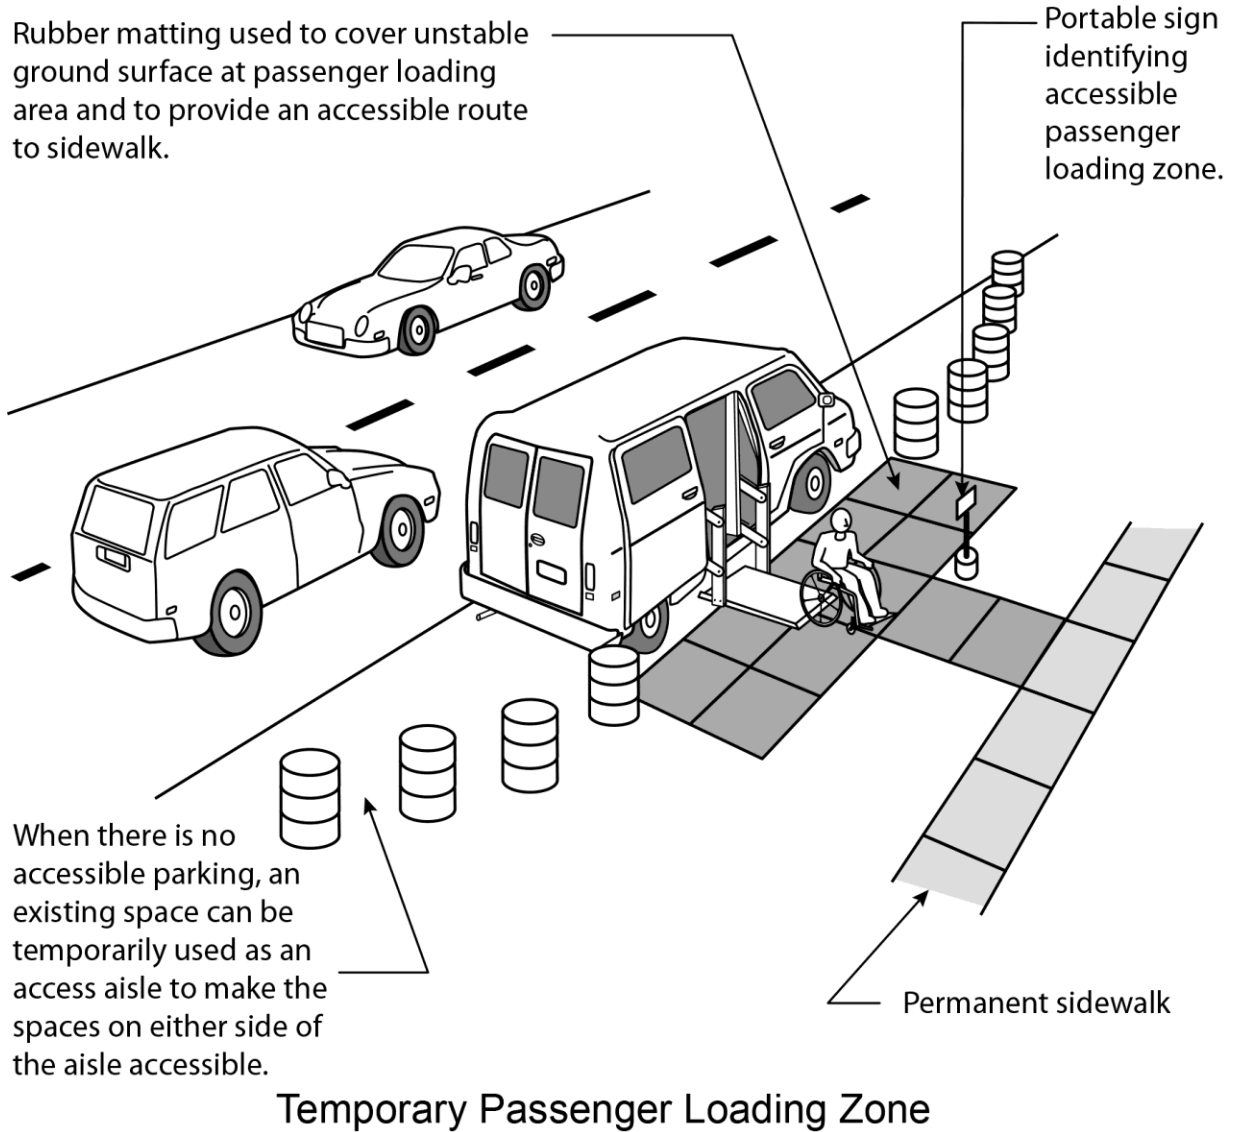 Rubber matting used to cover unstable
ground surface at passenger loading
area and to provide an accessible route
to sidewalk.
Portable sign
identifying
accessible
passenger
loading zone.
When there is no
accessible parking, an
existing space can be
temporarily used as an
access aisle to make the
spaces on either side of
the aisle accessible.
Permanent sidewalk
Temporary Passenger Loading Zone